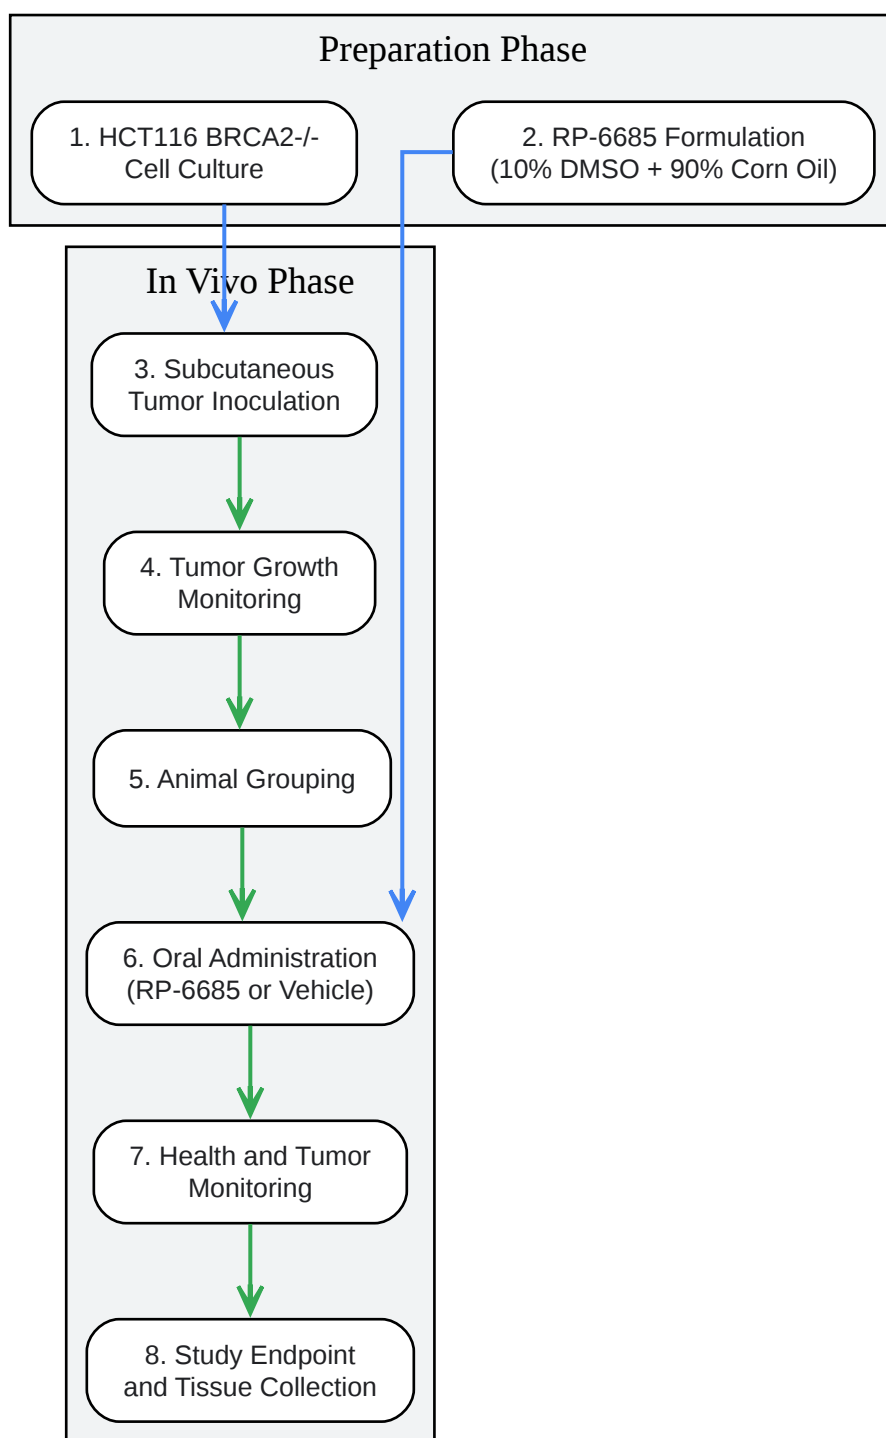 Preparation Phase
1. HCT116 BRCA2-/-
Cell Culture
2. RP-6685 Formulation
(10% DMSO + 90% Corn Oil)
In Vivo Phase
3. Subcutaneous
Tumor Inoculation
4. Tumor Growth
Monitoring
5. Animal Grouping
6. Oral Administration
(RP-6685 or Vehicle)
7. Health and Tumor
Monitoring
8. Study Endpoint
and Tissue Collection